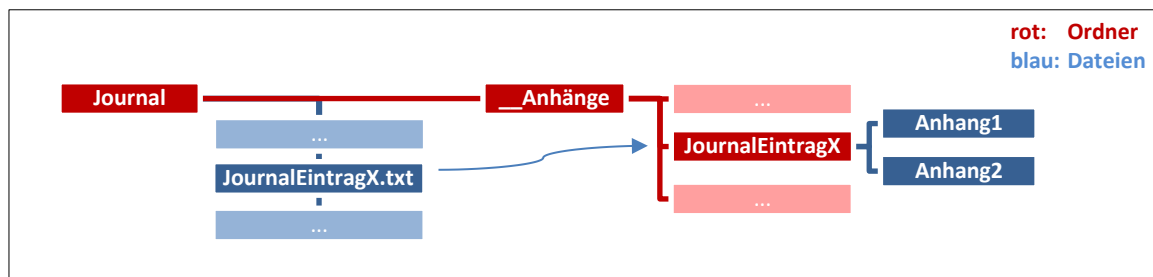 rot: Ordner
blau: Dateien
Journal
__Anhänge
...
...
JournalEintragX
Anhang1
JournalEintragX.txt
Anhang2
...
...